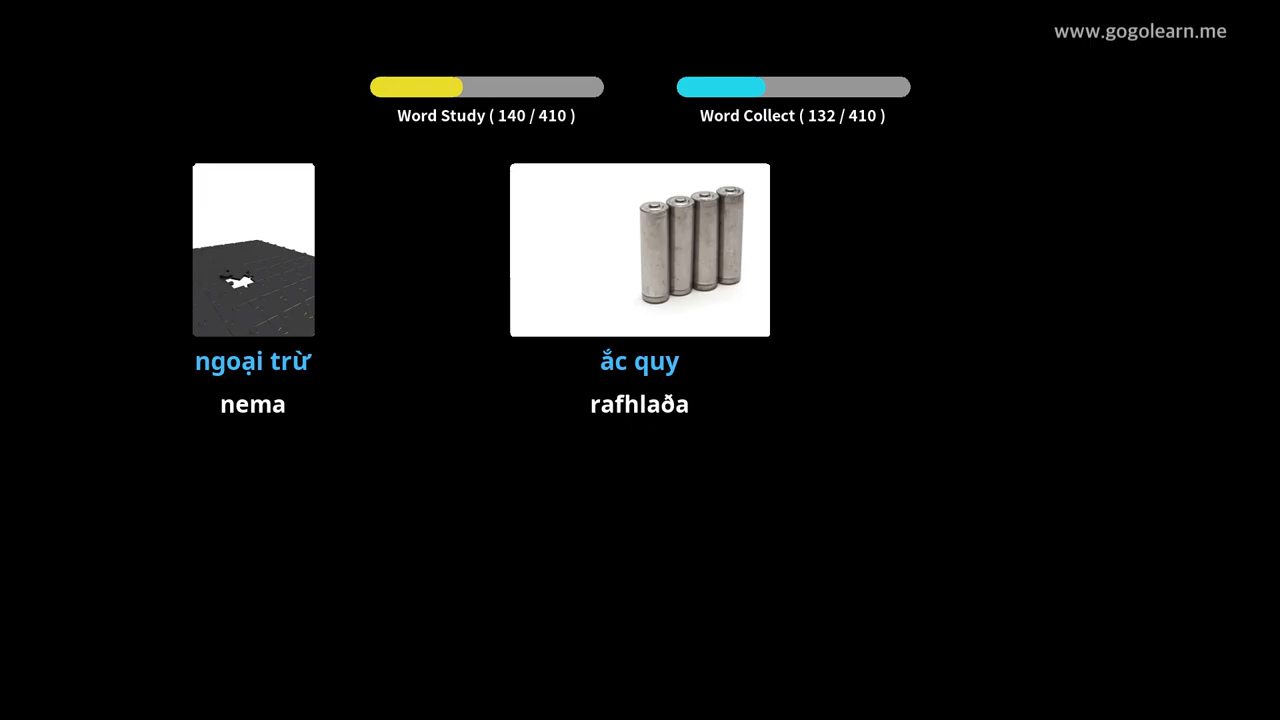 www.gogolearn.me
Word Study ( 140 / 410 )
Word Collect ( 132 / 410 )
ngoại trừ
nema
ắc quy
rafhlaða